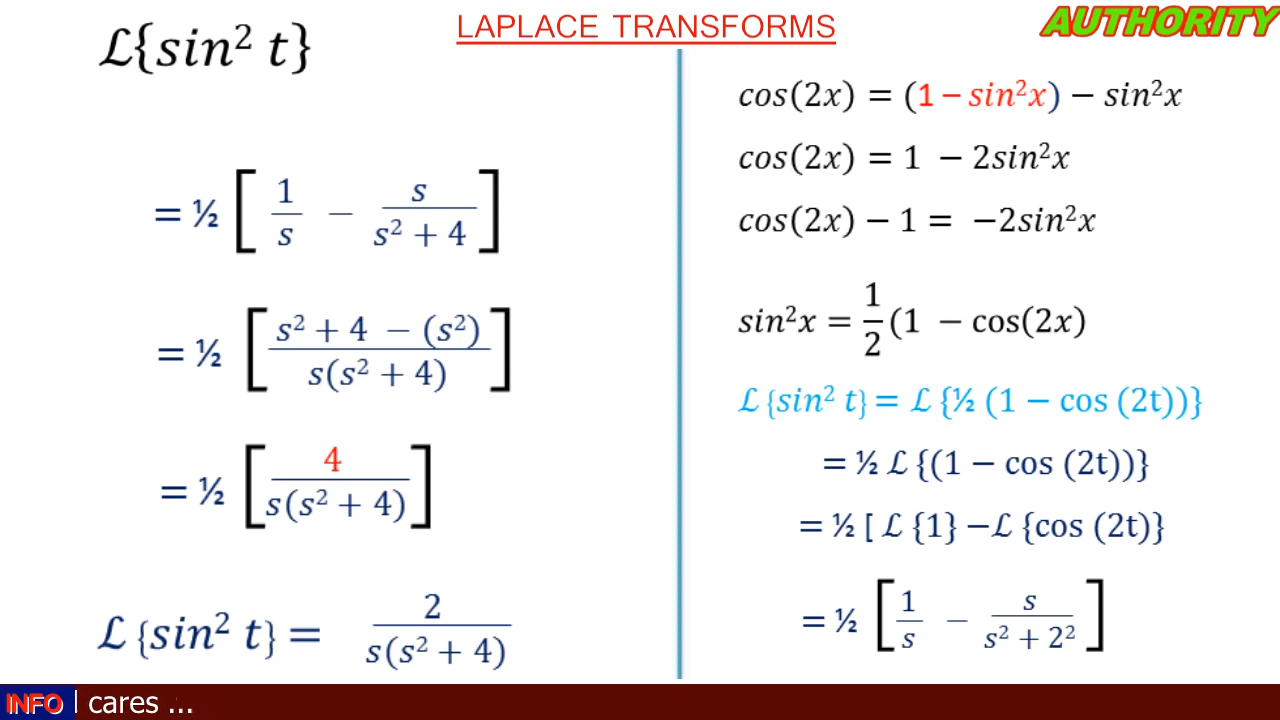 LAPLACE TRANSFORMS
AUTHORITY
ℒ{sin² t}
= ½ [ 1/s − s/(s² + 4) ]
= ½ [ (s² + 4 − (s²))/(s(s² + 4)) ]
= ½ [ 4/(s(s² + 4)) ]
ℒ {sin² t} = 2/(s(s² + 4))
cos(2x) = (1 − sin²x) − sin²x
cos(2x) = 1 − 2sin²x
cos(2x) − 1 = −2sin²x
sin²x = 1/2 (1 − cos(2x)
ℒ {sin² t} = ℒ {½ (1 − cos (2t))}
= ½ ℒ {(1 − cos (2t))}
= ½ [ ℒ {1} −ℒ {cos (2t)}
= ½ [ 1/s − s/(s² + 2²) ]
INFO cares ...